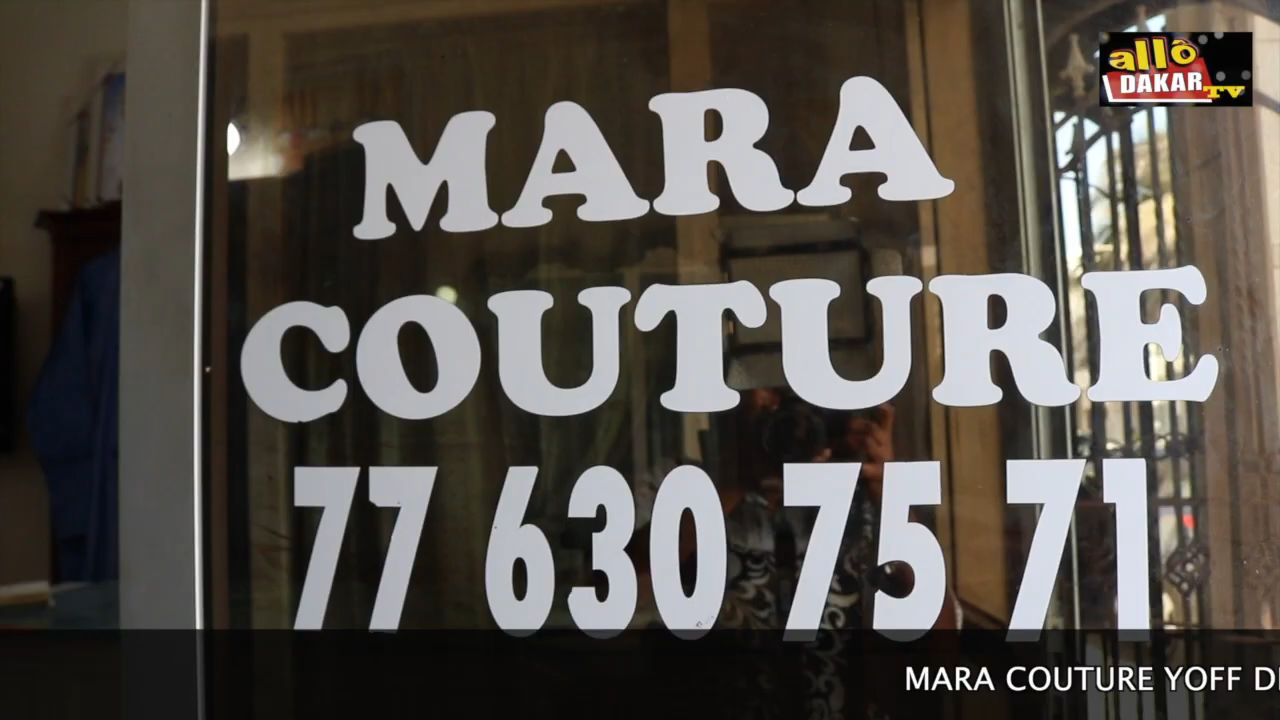 allô
DAKAR
TV
MARA
COUTURE
77 630 75 71
MARA COUTURE YOFF